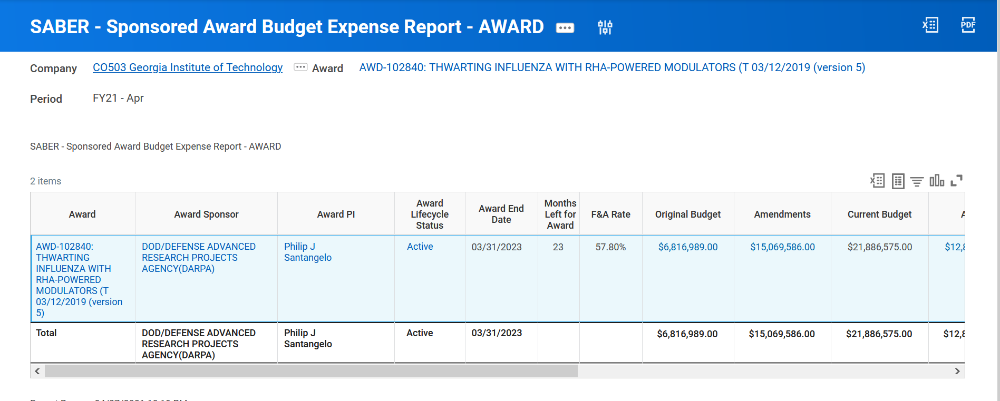 SABER - Sponsored Award Budget Expense Report - AWARD
PDF
Company CO503 Georgia Institute of Technology Award AWD-102840: THWARTING INFLUENZA WITH RHA-POWERED MODULATORS (T 03/12/2019 (version 5)
Period FY21 - Apr
SABER - Sponsored Award Budget Expense Report - AWARD
2 items
Award
Award Sponsor
Award PI
Award
Lifecycle
Status
Award End
Date
Months
Left for
Award
F&A Rate
Original Budget
Amendments
Current Budget
AWD-102840:
THWARTING
INFLUENZA WITH
RHA-POWERED
MODULATORS (T
03/12/2019 (version
5)
DOD/DEFENSE ADVANCED
RESEARCH PROJECTS
AGENCY(DARPA)
Philip J
Santangelo
Active
03/31/2023
23
57.80%
$6,816,989.00
$15,069,586.00
$21,886,575.00
$12,8
Total
DOD/DEFENSE ADVANCED
RESEARCH PROJECTS
AGENCY(DARPA)
Philip J
Santangelo
Active
03/31/2023
$6,816,989.00
$15,069,586.00
$21,886,575.00
$12,8